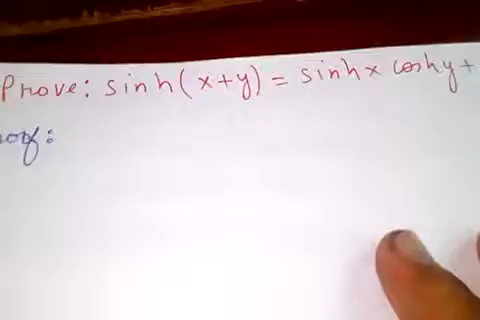 Prove: sinh(x+y) = sinhx coshy+
oof: